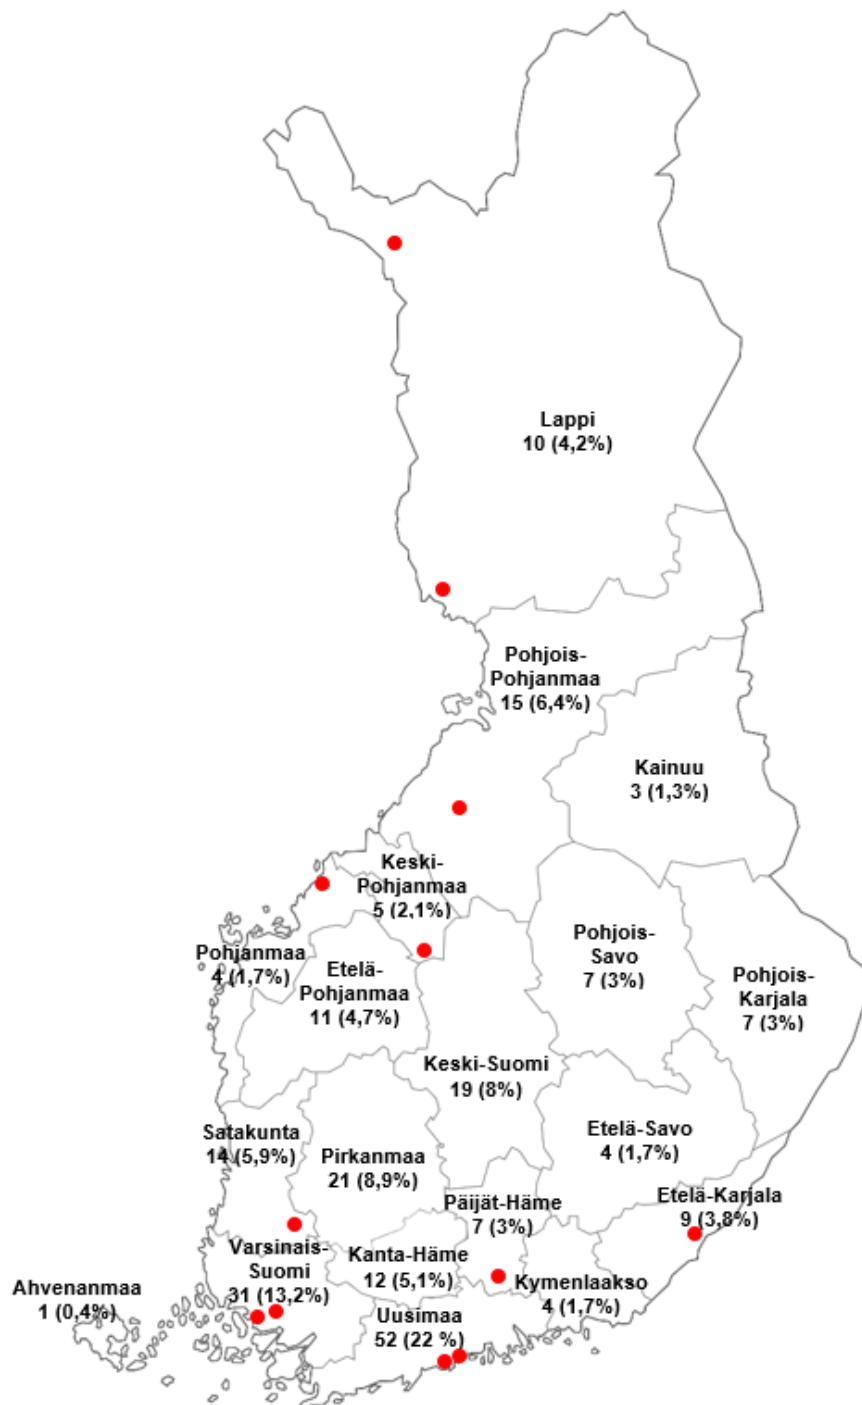 Lappi
10 (4,2%)
Pohjois-
Pohjanmaa
15 (6,4%)
Kainuu
3 (1,3%)
Keski-
Pohjanmaa
5 (2,1%)
Pohjanmaa
4 (1,7%)
Etelä-
Pohjanmaa
11 (4,7%)
Pohjois-
Savo
7 (3%)
Pohjois-
Karjala
7 (3%)
Keski-Suomi
19 (8%)
Satakunta
14 (5,9%)
Pirkanmaa
21 (8,9%)
Etelä-Savo
4 (1,7%)
Päijät-Häme
7 (3%)
Etelä-Karjala
9 (3,8%)
Varsinais-
Suomi
31 (13,2%)
Kanta-Häme
12 (5,1%)
Kymenlaakso
4 (1,7%)
Ahvenanmaa
1 (0,4%)
Uusimaa
52 (22 %)